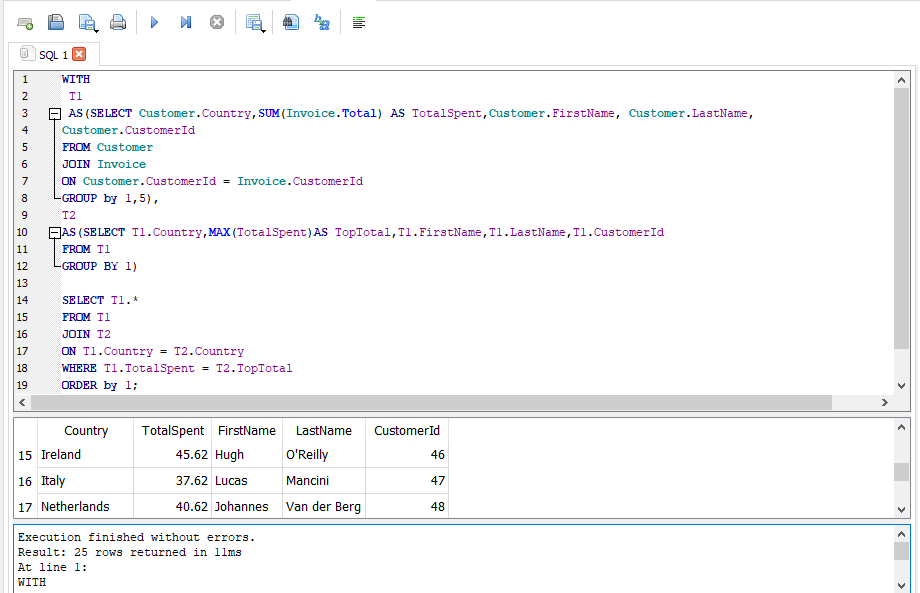 SQL 1
1 WITH
2 T1
3 AS(SELECT Customer.Country,SUM(Invoice.Total) AS TotalSpent,Customer.FirstName, Customer.LastName,
4 Customer.CustomerId
5 FROM Customer
6 JOIN Invoice
7 ON Customer.CustomerId = Invoice.CustomerId
8 GROUP by 1,5),
9 T2
10 AS(SELECT T1.Country,MAX(TotalSpent)AS TopTotal,T1.FirstName,T1.LastName,T1.CustomerId
11 FROM T1
12 GROUP BY 1)
13
14 SELECT T1.*
15 FROM T1
16 JOIN T2
17 ON T1.Country = T2.Country
18 WHERE T1.TotalSpent = T2.TopTotal
19 ORDER by 1;
Country TotalSpent FirstName LastName CustomerId
15 Ireland 45.62 Hugh O'Reilly 46
16 Italy 37.62 Lucas Mancini 47
17 Netherlands 40.62 Johannes Van der Berg 48
Execution finished without errors.
Result: 25 rows returned in 11ms
At line 1:
WITH